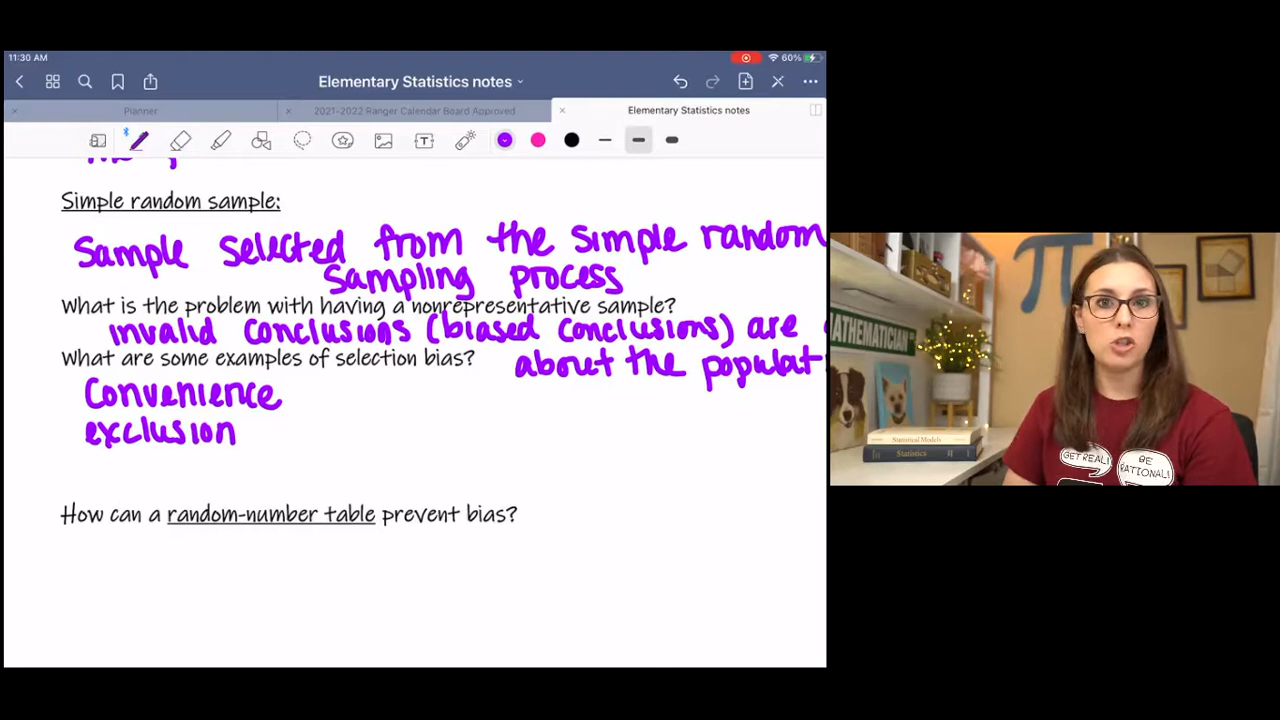 11:30 AM
60%
Elementary Statistics notes
Planner
2021-2022 Ranger Calendar Board Approved
Elementary Statistics notes
Simple random sample:
Sample selected from the simple random
sampling process
What is the problem with having a nonrepresentative sample?
invalid conclusions (biased conclusions) are
What are some examples of selection bias?
about the populat
Convenience
exclusion
How can a random-number table prevent bias?
MATHEMATICIAN
Statistical Models
Statistics
GET REAL!
BE
RATIONAL!